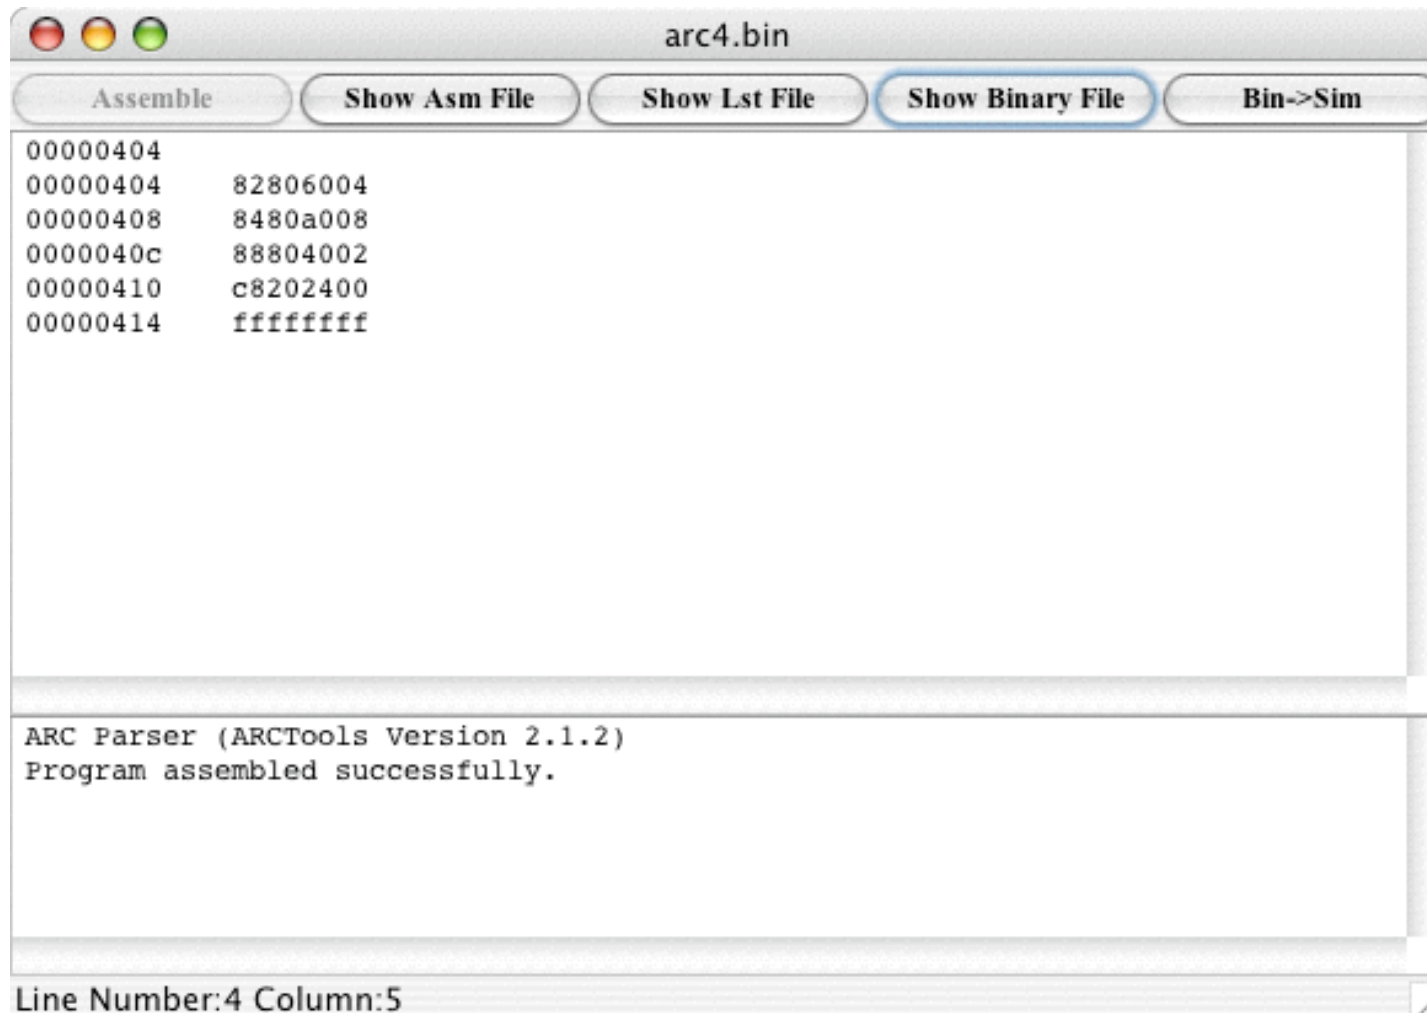 arc4.bin
Assemble Show Asm File Show Lst File Show Binary File Bin->Sim
00000404
00000404 82806004
00000408 8480a008
0000040c 88804002
00000410 c8202400
00000414 ffffffff
ARC Parser (ARCTools Version 2.1.2)
Program assembled successfully.
Line Number:4 Column:5